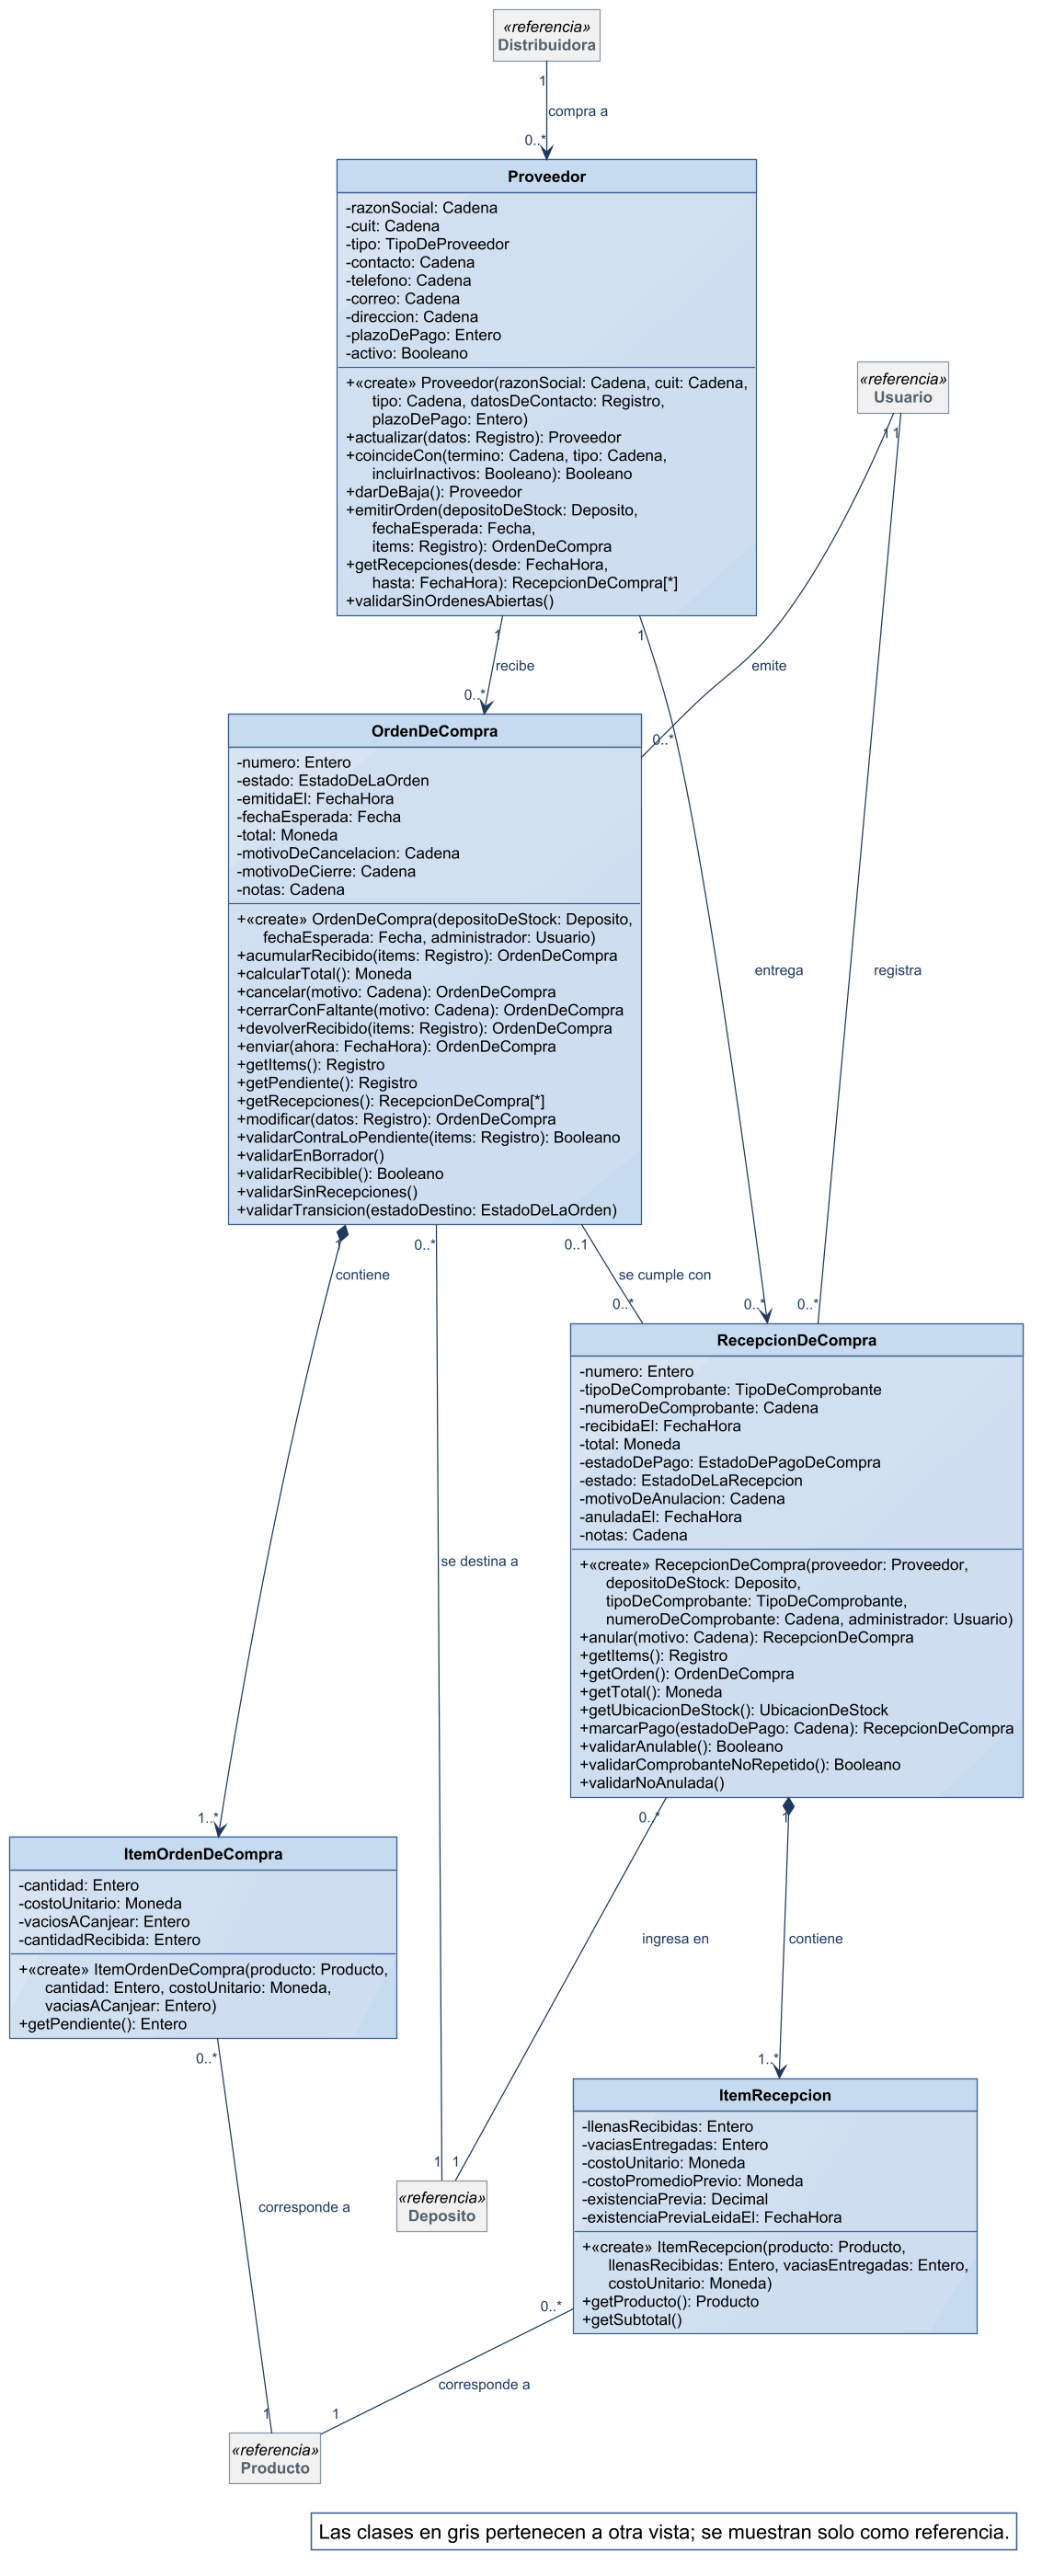 «referencia»
Distribuidora
1
compra a
0..*
Proveedor
-razonSocial: Cadena
-cuit: Cadena
-tipo: TipoDeProveedor
-contacto: Cadena
-telefono: Cadena
-correo: Cadena
-direccion: Cadena
-plazoDePago: Entero
-activo: Booleano
+«create» Proveedor(razonSocial: Cadena, cuit: Cadena,
tipo: Cadena, datosDeContacto: Registro,
plazoDePago: Entero)
+actualizar(datos: Registro): Proveedor
+coincideCon(termino: Cadena, tipo: Cadena,
incluirInactivos: Booleano): Booleano
+darDeBaja(): Proveedor
+emitirOrden(depositoDeStock: Deposito,
fechaEsperada: Fecha,
items: Registro): OrdenDeCompra
+getRecepciones(desde: FechaHora,
hasta: FechaHora): RecepcionDeCompra[*]
+validarSinOrdenesAbiertas()
«referencia»
Usuario
1
1
1
recibe
0..*
1
emite
0..*
OrdenDeCompra
-numero: Entero
-estado: EstadoDeLaOrden
-emitidaEl: FechaHora
-fechaEsperada: Fecha
-total: Moneda
-motivoDeCancelacion: Cadena
-motivoDeCierre: Cadena
-notas: Cadena
+«create» OrdenDeCompra(depositoDeStock: Deposito,
fechaEsperada: Fecha, administrador: Usuario)
+acumularRecibido(items: Registro): OrdenDeCompra
+calcularTotal(): Moneda
+cancelar(motivo: Cadena): OrdenDeCompra
+cerrarConFaltante(motivo: Cadena): OrdenDeCompra
+devolverRecibido(items: Registro): OrdenDeCompra
+enviar(ahora: FechaHora): OrdenDeCompra
+getItems(): Registro
+getPendiente(): Registro
+getRecepciones(): RecepcionDeCompra[*]
+modificar(datos: Registro): OrdenDeCompra
+validarContraLoPendiente(items: Registro): Booleano
+validarEnBorrador()
+validarRecibible(): Booleano
+validarSinRecepciones()
+validarTransicion(estadoDestino: EstadoDeLaOrden)
entrega
registra
1
contiene
0..*
0..1
se cumple con
0..*
0..*
0..*
RecepcionDeCompra
-numero: Entero
-tipoDeComprobante: TipoDeComprobante
-numeroDeComprobante: Cadena
-recibidaEl: FechaHora
-total: Moneda
-estadoDePago: EstadoDePagoDeCompra
-estado: EstadoDeLaRecepcion
-motivoDeAnulacion: Cadena
-anuladaEl: FechaHora
-notas: Cadena
+«create» RecepcionDeCompra(proveedor: Proveedor,
depositoDeStock: Deposito,
tipoDeComprobante: TipoDeComprobante,
numeroDeComprobante: Cadena, administrador: Usuario)
+anular(motivo: Cadena): RecepcionDeCompra
+getItems(): Registro
+getOrden(): OrdenDeCompra
+getTotal(): Moneda
+getUbicacionDeStock(): UbicacionDeStock
+marcarPago(estadoDePago: Cadena): RecepcionDeCompra
+validarAnulable(): Booleano
+validarComprobanteNoRepetido(): Booleano
+validarNoAnulada()
se destina a
1..*
0..*
1
ItemOrdenDeCompra
-cantidad: Entero
-costoUnitario: Moneda
-vaciosACanjear: Entero
-cantidadRecibida: Entero
+«create» ItemOrdenDeCompra(producto: Producto,
cantidad: Entero, costoUnitario: Moneda,
vaciasACanjear: Entero)
+getPendiente(): Entero
ingresa en
contiene
0..*
1..*
ItemRecepcion
-llenasRecibidas: Entero
-vaciasEntregadas: Entero
-costoUnitario: Moneda
-costoPromedioPrevio: Moneda
-existenciaPrevia: Decimal
-existenciaPreviaLeidaEl: FechaHora
+«create» ItemRecepcion(producto: Producto,
llenasRecibidas: Entero, vaciasEntregadas: Entero,
costoUnitario: Moneda)
+getProducto(): Producto
+getSubtotal()
1
1
«referencia»
Deposito
corresponde a
0..*
corresponde a
1
1
«referencia»
Producto
Las clases en gris pertenecen a otra vista; se muestran solo como referencia.